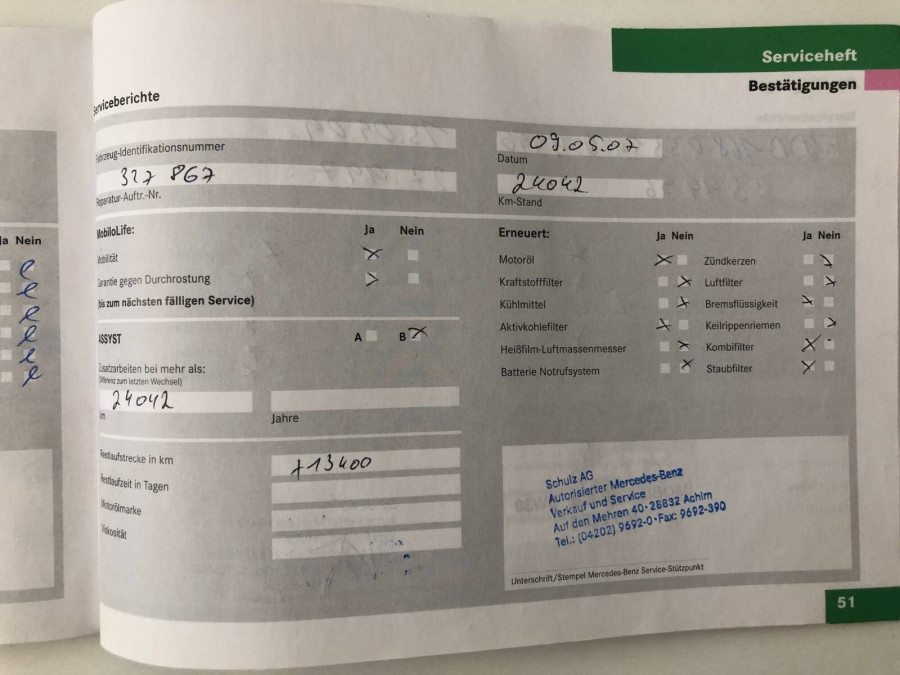 Serviceheft
Bestätigungen
Serviceberichte
Fahrzeug-Identifikationsnummer
327 867
Reparatur-Auftr.-Nr.
09.05.07
Datum
24042
Km-Stand
Ja Nein
MobiloLife: Ja Nein
Mobilität
Garantie gegen Durchrostung
(bis zum nächsten fälligen Service)
ASSYST A B
Zusatzarbeiten bei mehr als:
(Differenz zum letzten Wechsel)
24042
km
Jahre
Restlaufstrecke in km +13400
Restlaufzeit in Tagen
Motorölmarke
Viskosität
Erneuert: Ja Nein Ja Nein
Motoröl Zündkerzen
Kraftstofffilter Luftfilter
Kühlmittel Bremsflüssigkeit
Aktivkohlefilter Keilrippenriemen
Heißfilm-Luftmassenmesser Kombifilter
Batterie Notrufsystem Staubfilter
Schulz AG
Autorisierter Mercedes-Benz
Verkauf und Service
Auf den Mehren 40 · 28832 Achim
Tel.: (04202) 9692-0 · Fax: 9692-390
Unterschrift/Stempel Mercedes-Benz Service-Stützpunkt
51